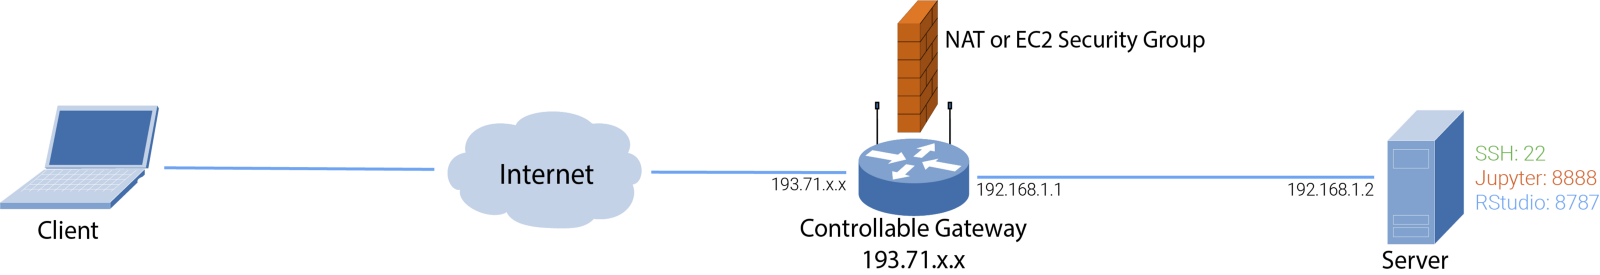 NAT or EC2 Security Group
Internet
193.71.x.x
192.168.1.1
192.168.1.2
SSH: 22
Jupyter: 8888
RStudio: 8787
Client
Controllable Gateway
193.71.x.x
Server